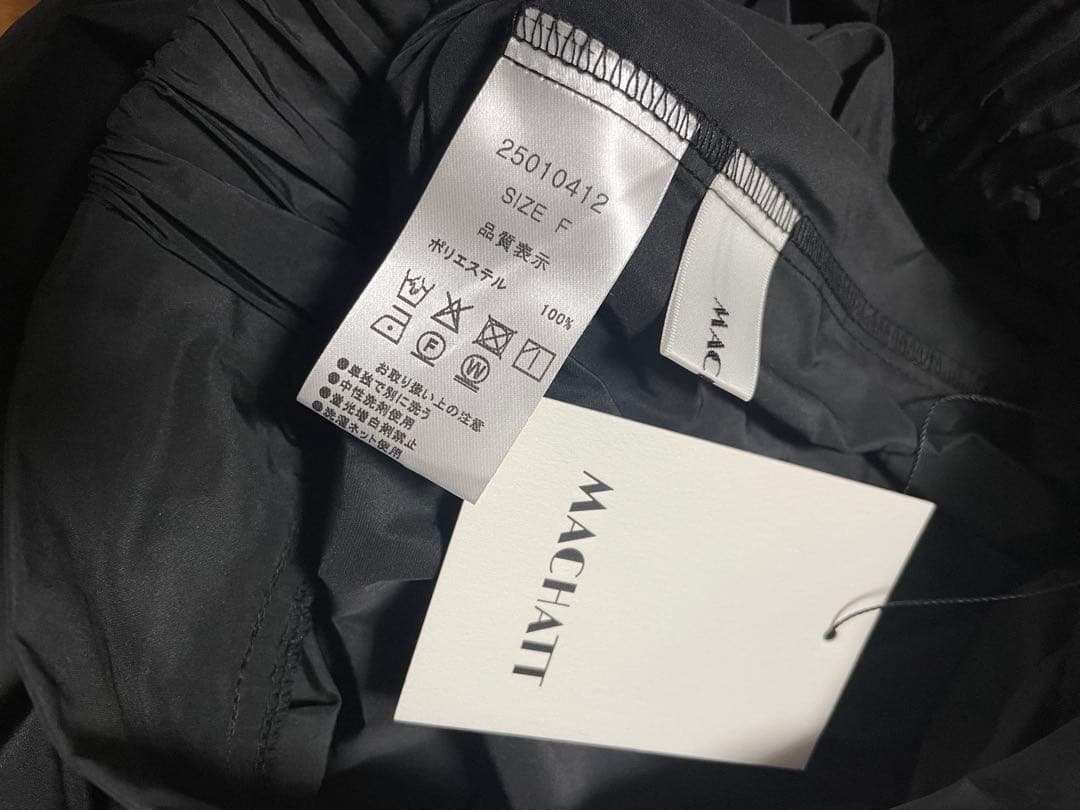 25010412
SIZE F
品質表示
ポリエステル 100%
F W
お取り扱い上の注意
●単独で別に洗う
●中性洗剤使用
●蛍光増白剤禁止
●洗濯ネット使用
MAC
MACHATT